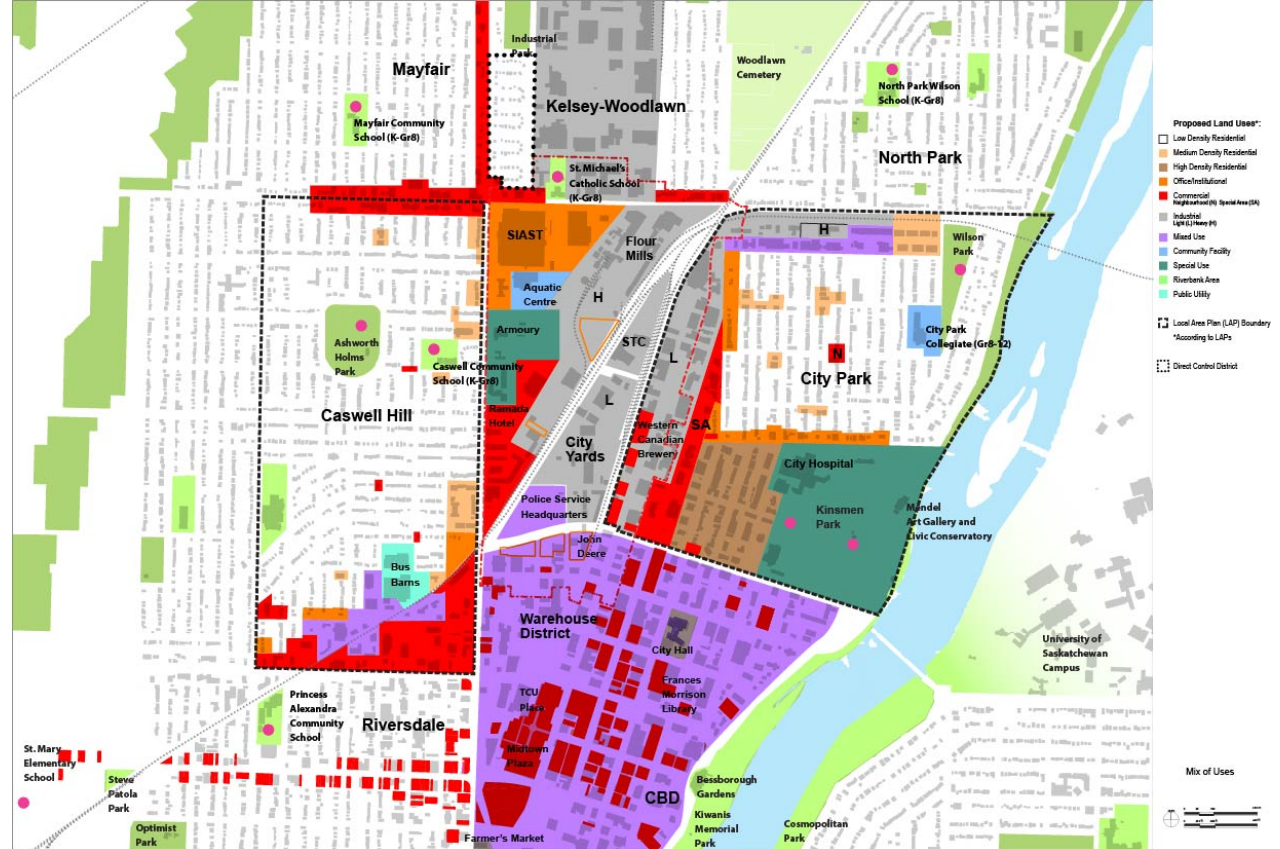 Industrial
Park
Mayfair
Woodlawn
Cemetery
North Park Wilson
School (K-Gr8)
Kelsey-Woodlawn
Mayfair Community
School (K-Gr8)
North Park
St. Michael's
Catholic School
(K-Gr8)
SIAST
Flour
Mills
H
Wilson
Park
Aquatic
Centre
H
Armoury
STC
City Park
Collegiate (Gr8-12)
Ashworth
Holms
Park
Caswell Community
School (K-Gr8)
L
N
City Park
Caswell Hill
Ramada
Hotel
L
SA
Western
Canadian
Brewery
City
Yards
City Hospital
Police Service
Headquarters
Kinsmen
Park
Mendel
Art Gallery and
Civic Conservatory
John
Deere
Bus
Barns
Warehouse
District
City Hall
University of
Saskatchewan
Campus
Frances
Morrison
Library
Princess
Alexandra
Community
School
TCU
Place
Riversdale
St. Mary
Elementary
School
Midtown
Plaza
Steve
Patola
Park
CBD
Bessborough
Gardens
Kiwanis
Memorial
Park
Cosmopolitan
Park
Optimist
Park
Farmer's Market
Proposed Land Uses*:
Low Density Residential
Medium Density Residential
High Density Residential
Office/Institutional
Commercial
Neighbourhood (N) Special Area (SA)
Industrial
Light (L) Heavy (H)
Mixed Use
Community Facility
Special Use
Riverbank Area
Public Utility
Local Area Plan (LAP) Boundary
*According to LAPs
Direct Control District
Mix of Uses